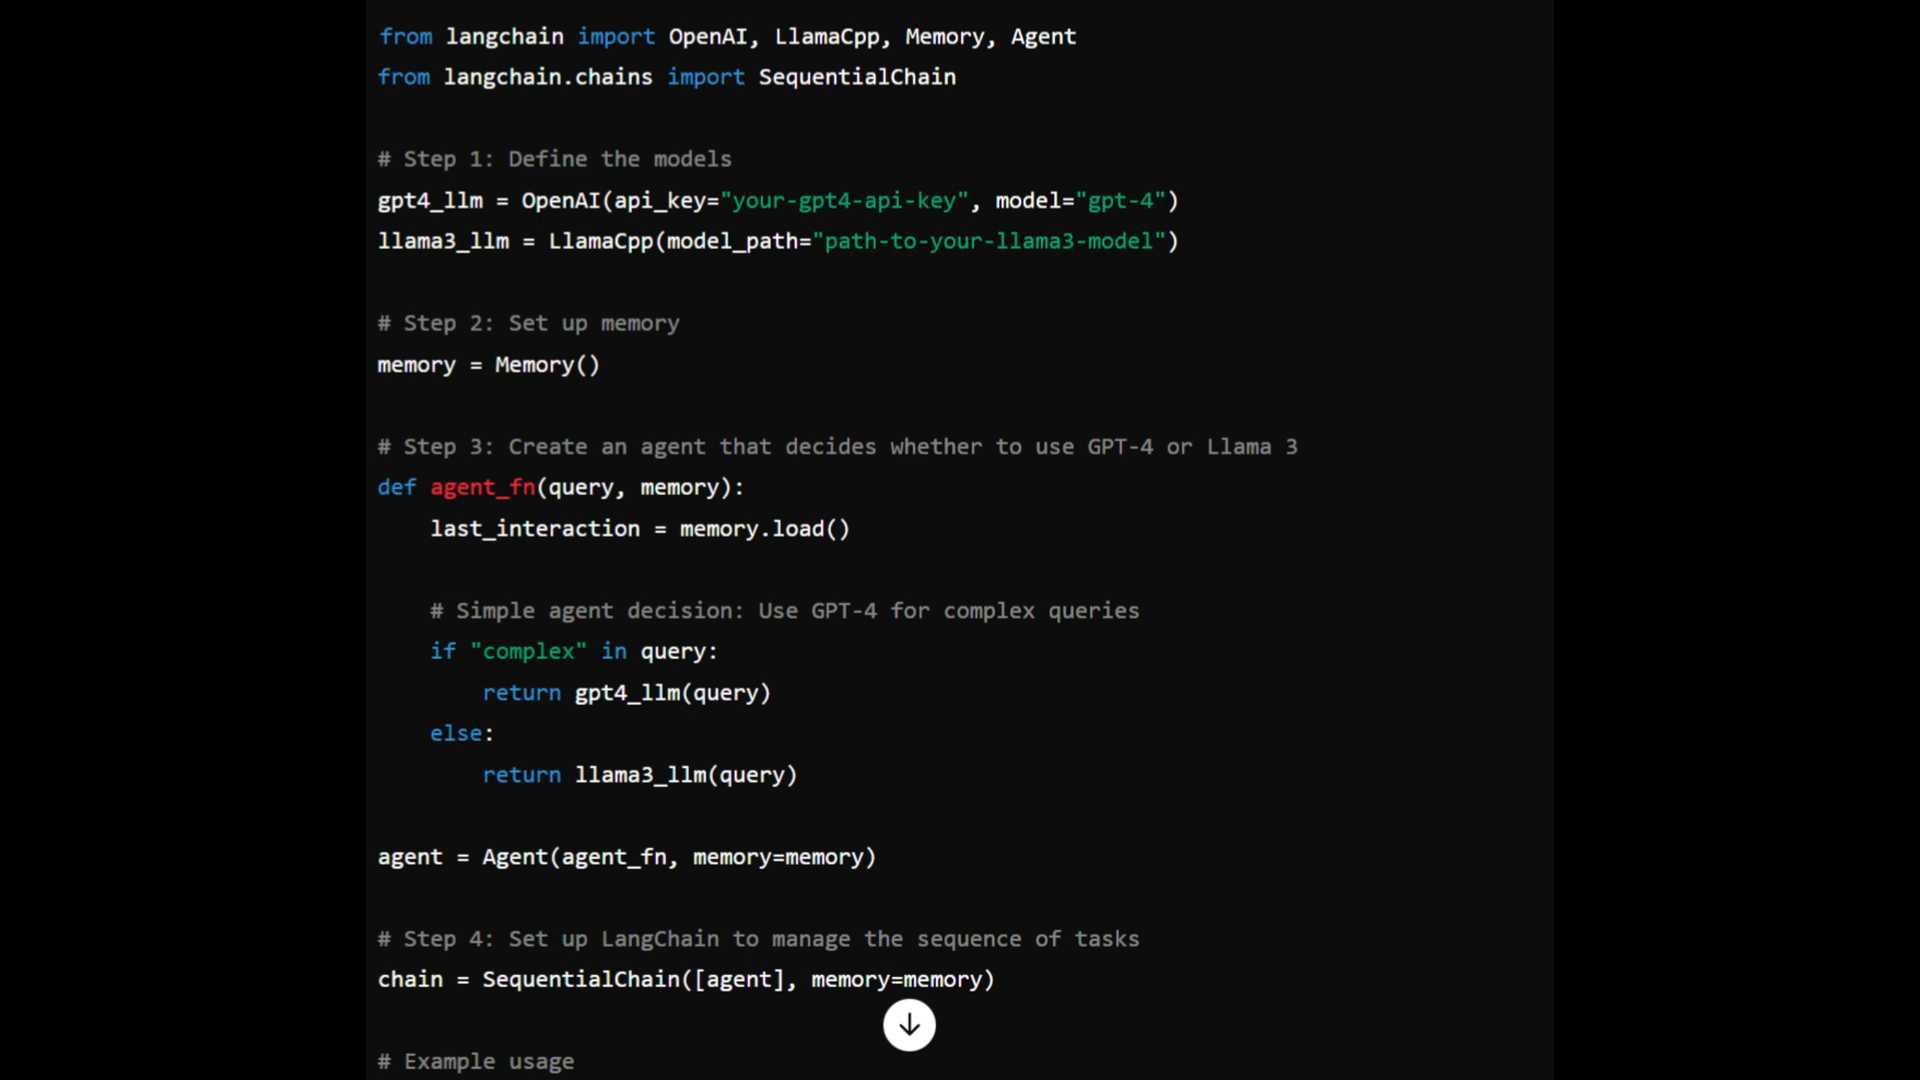 from langchain import OpenAI, LlamaCpp, Memory, Agent
from langchain.chains import SequentialChain
# Step 1: Define the models
gpt4_llm = OpenAI(api_key="your-gpt4-api-key", model="gpt-4")
llama3_llm = LlamaCpp(model_path="path-to-your-llama3-model")
# Step 2: Set up memory
memory = Memory()
# Step 3: Create an agent that decides whether to use GPT-4 or Llama 3
def agent_fn(query, memory):
    last_interaction = memory.load()
    # Simple agent decision: Use GPT-4 for complex queries
    if "complex" in query:
        return gpt4_llm(query)
    else:
        return llama3_llm(query)
agent = Agent(agent_fn, memory=memory)
# Step 4: Set up LangChain to manage the sequence of tasks
chain = SequentialChain([agent], memory=memory)
# Example usage